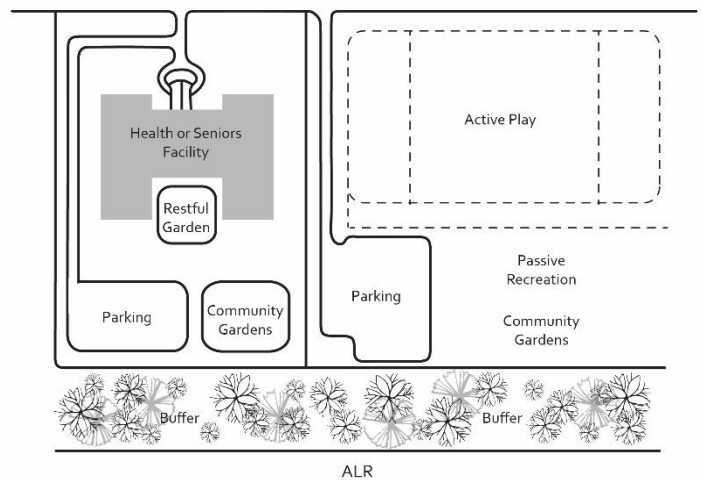 Health or Seniors
Facility
Restful
Garden
Parking
Community
Gardens
Active Play
Parking
Passive
Recreation
Community
Gardens
Buffer
Buffer
ALR